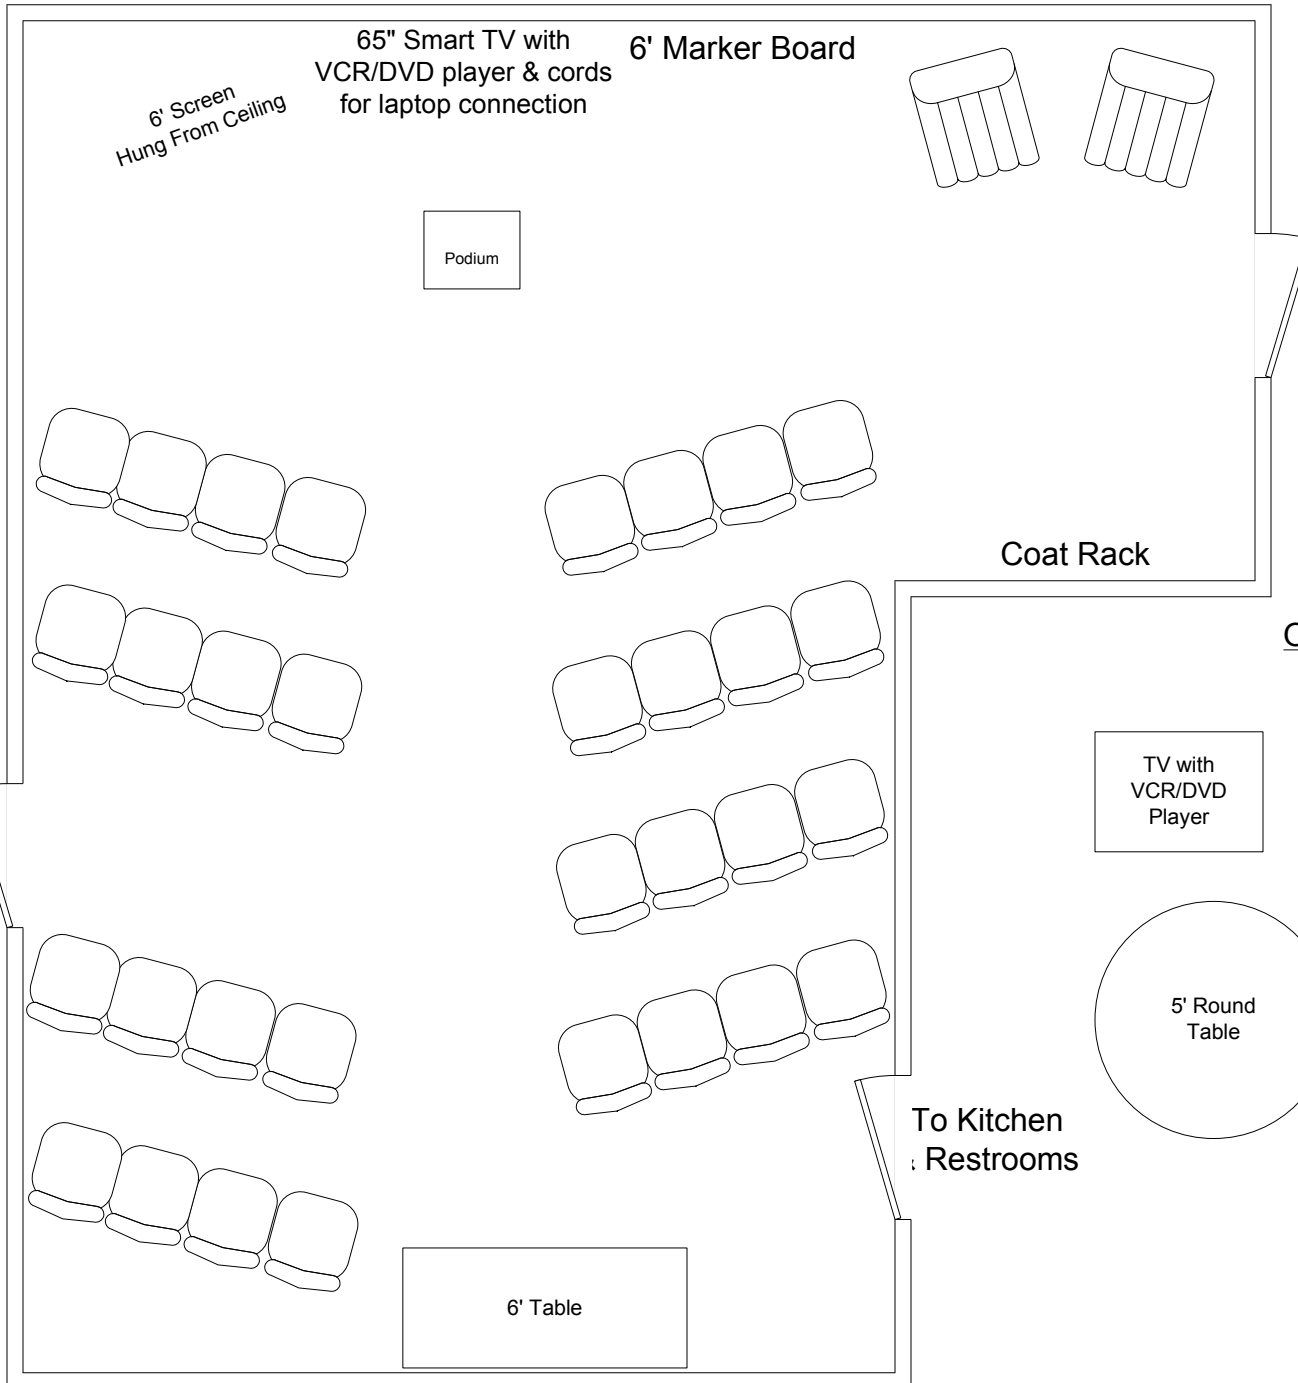 65" Smart TV with
VCR/DVD player & cords
for laptop connection
6' Marker Board
6' Screen
Hung From Ceiling
Podium
Coat Rack
TV with
VCR/DVD
Player
5' Round
Table
To Kitchen
Restrooms
6' Table